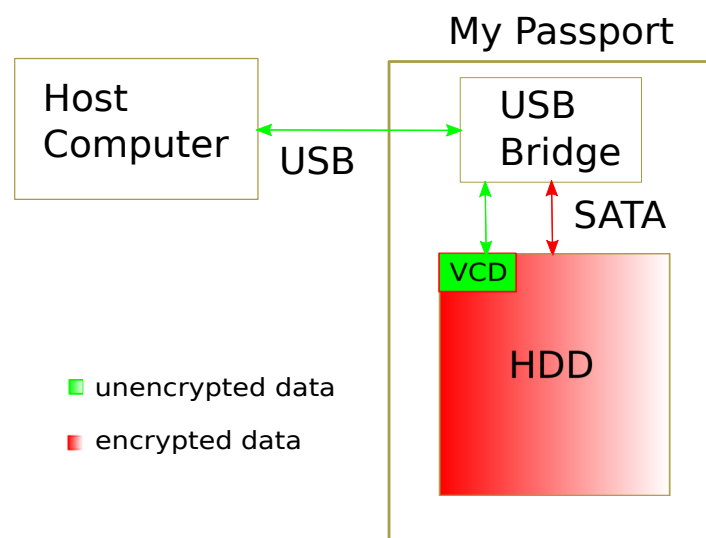 My Passport
Host
Computer
USB
Bridge
USB
SATA
VCD
HDD
unencrypted data
encrypted data